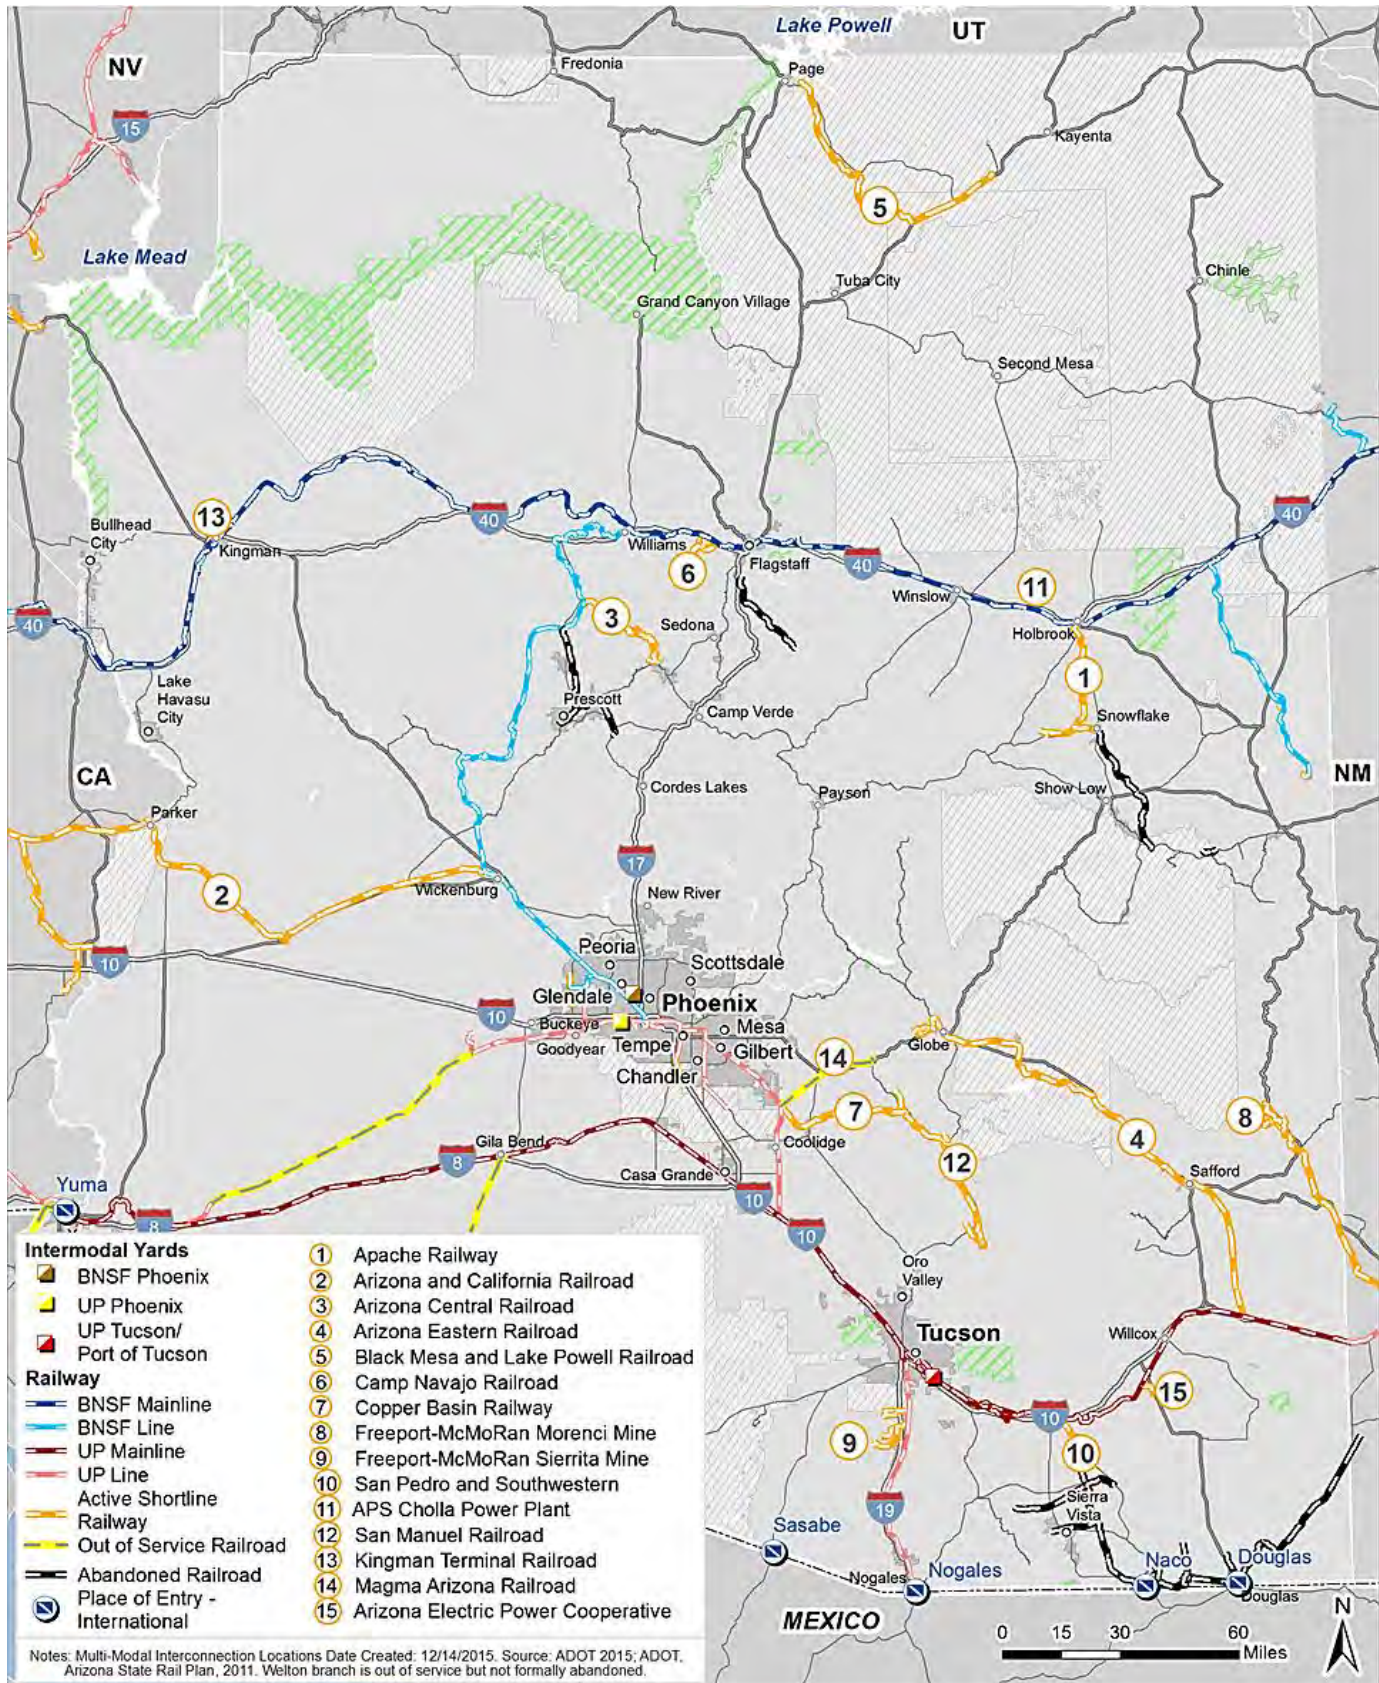 Lake Powell
UT
NV
Fredonia
Page
15
Kayenta
5
Lake Mead
Chinle
Tuba City
Grand Canyon Village
Second Mesa
13
40
40
Bullhead
City
Kingman
Williams
Flagstaff
40
6
11
Winslow
40
3
Sedona
Holbrook
1
Lake
Havasu
City
Prescott
Camp Verde
Snowflake
CA
NM
Cordes Lakes
Payson
Show Low
Parker
17
2
Wickenburg
New River
Peoria
Scottsdale
10
Glendale
Phoenix
10
Buckeye
Mesa
Goodyear
Tempe
Gilbert
Globe
14
Chandler
7
8
4
Gila Bend
Coolidge
8
12
Casa Grande
Safford
Yuma
10
8
10
Oro
Valley
Tucson
Willcox
15
10
9
10
Sierra
Vista
19
Sasabe
Nogales
Nogales
Naco
Douglas
Douglas
MEXICO
N
0 15 30 60
Miles
Intermodal Yards
BNSF Phoenix
UP Phoenix
UP Tucson/
Port of Tucson
Railway
BNSF Mainline
BNSF Line
UP Mainline
UP Line
Active Shortline
Railway
Out of Service Railroad
Abandoned Railroad
Place of Entry -
International
1 Apache Railway
2 Arizona and California Railroad
3 Arizona Central Railroad
4 Arizona Eastern Railroad
5 Black Mesa and Lake Powell Railroad
6 Camp Navajo Railroad
7 Copper Basin Railway
8 Freeport-McMoRan Morenci Mine
9 Freeport-McMoRan Sierrita Mine
10 San Pedro and Southwestern
11 APS Cholla Power Plant
12 San Manuel Railroad
13 Kingman Terminal Railroad
14 Magma Arizona Railroad
15 Arizona Electric Power Cooperative
Notes: Multi-Modal Interconnection Locations Date Created: 12/14/2015. Source: ADOT 2015; ADOT,
Arizona State Rail Plan, 2011. Welton branch is out of service but not formally abandoned.